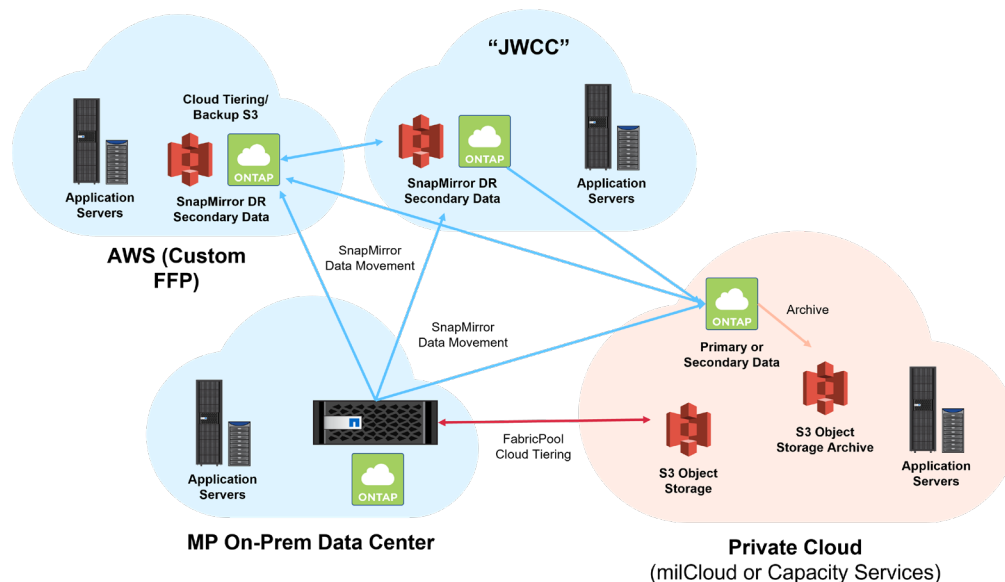 “JWCC”
Cloud Tiering/
Backup S3
ONTAP
ONTAP
Application
Servers
SnapMirror DR
Secondary Data
SnapMirror DR
Secondary Data
Application
Servers
AWS (Custom
FFP)
SnapMirror
Data Movement
ONTAP
Archive
SnapMirror
Data Movement
Primary or
Secondary Data
S3 Object
Storage Archive
FabricPool
Cloud Tiering
Application
Servers
ONTAP
S3 Object
Storage
Application
Servers
MP On-Prem Data Center
Private Cloud
(milCloud or Capacity Services)